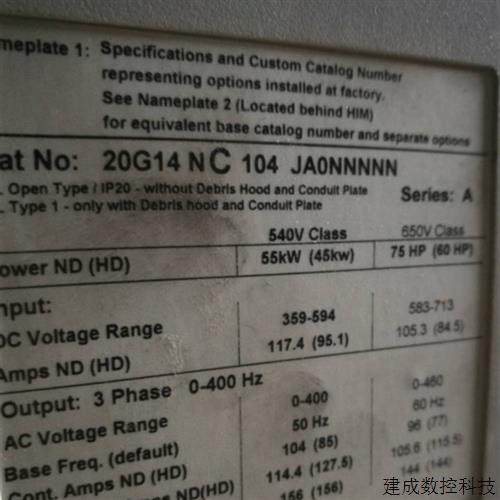 meplate 1: Specifications and Custom Catalog Number
representing options installed at factory.
See Nameplate 2 (Located behind HIM)
for equivalent base catalog number and separate options
at No: 20G14 NC 104 JA0NNNNN
L Open Type / IP20 - without Debris Hood and Conduit Plate
L Type 1 - only with Debris hood and Conduit Plate
Series: A
540V Class 650V Class
ower ND (HD) 55kW (45kw) 75 HP (60 HP)
nput:
DC Voltage Range 359-594 583-713
Amps ND (HD) 117.4 (95.1) 105.3 (84.5)
Output: 3 Phase 0-400 Hz
AC Voltage Range 0-400 0-460
Base Freq. (default) 50 Hz 60 Hz
Cont. Amps ND (HD) 104 (85) 96 (77)
ND(HD) 114.4 (127.5) 105.6 (115.5)
156 (156) 144 (144)
建成数控科技